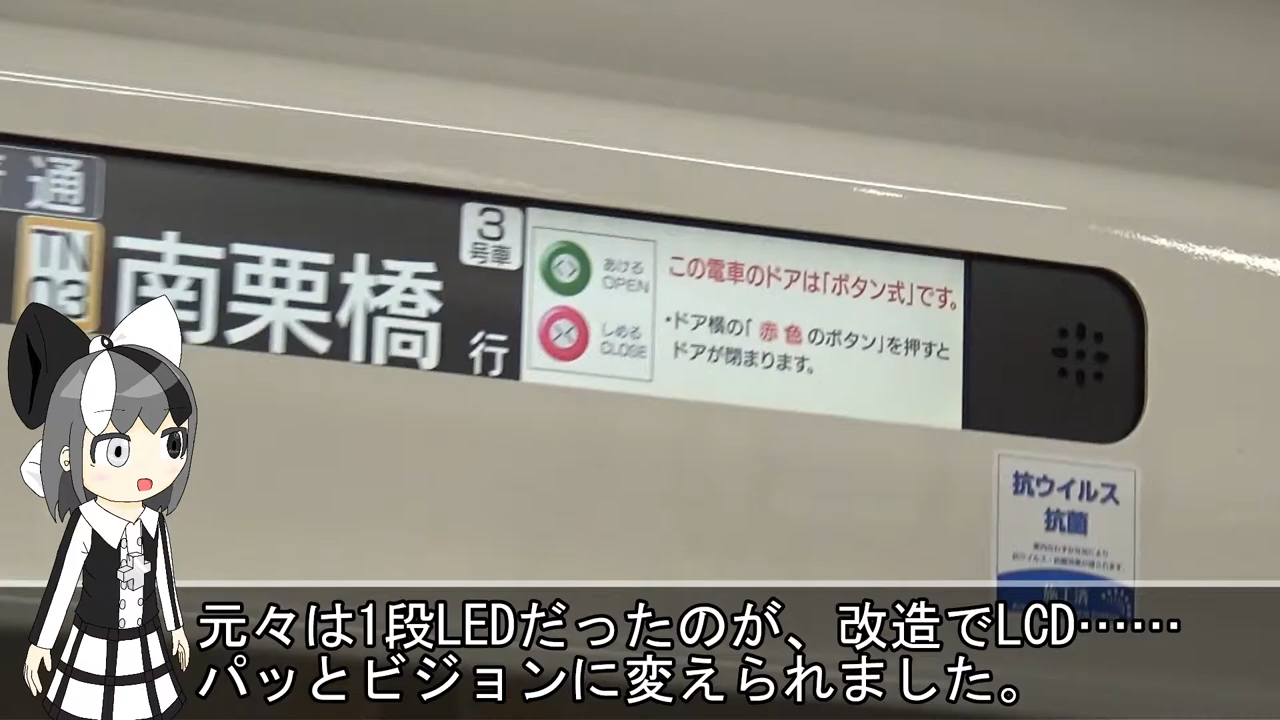 通
TN
03
南栗橋
行
3
号車
あける
OPEN
しめる
CLOSE
この電車のドアは「ボタン式」です。
・ドア横の「赤色のボタン」を押すと
ドアが閉まります。
抗ウイルス
抗菌
元々は1段LEDだったのが、改造でLCD……
パッとビジョンに変えられました。